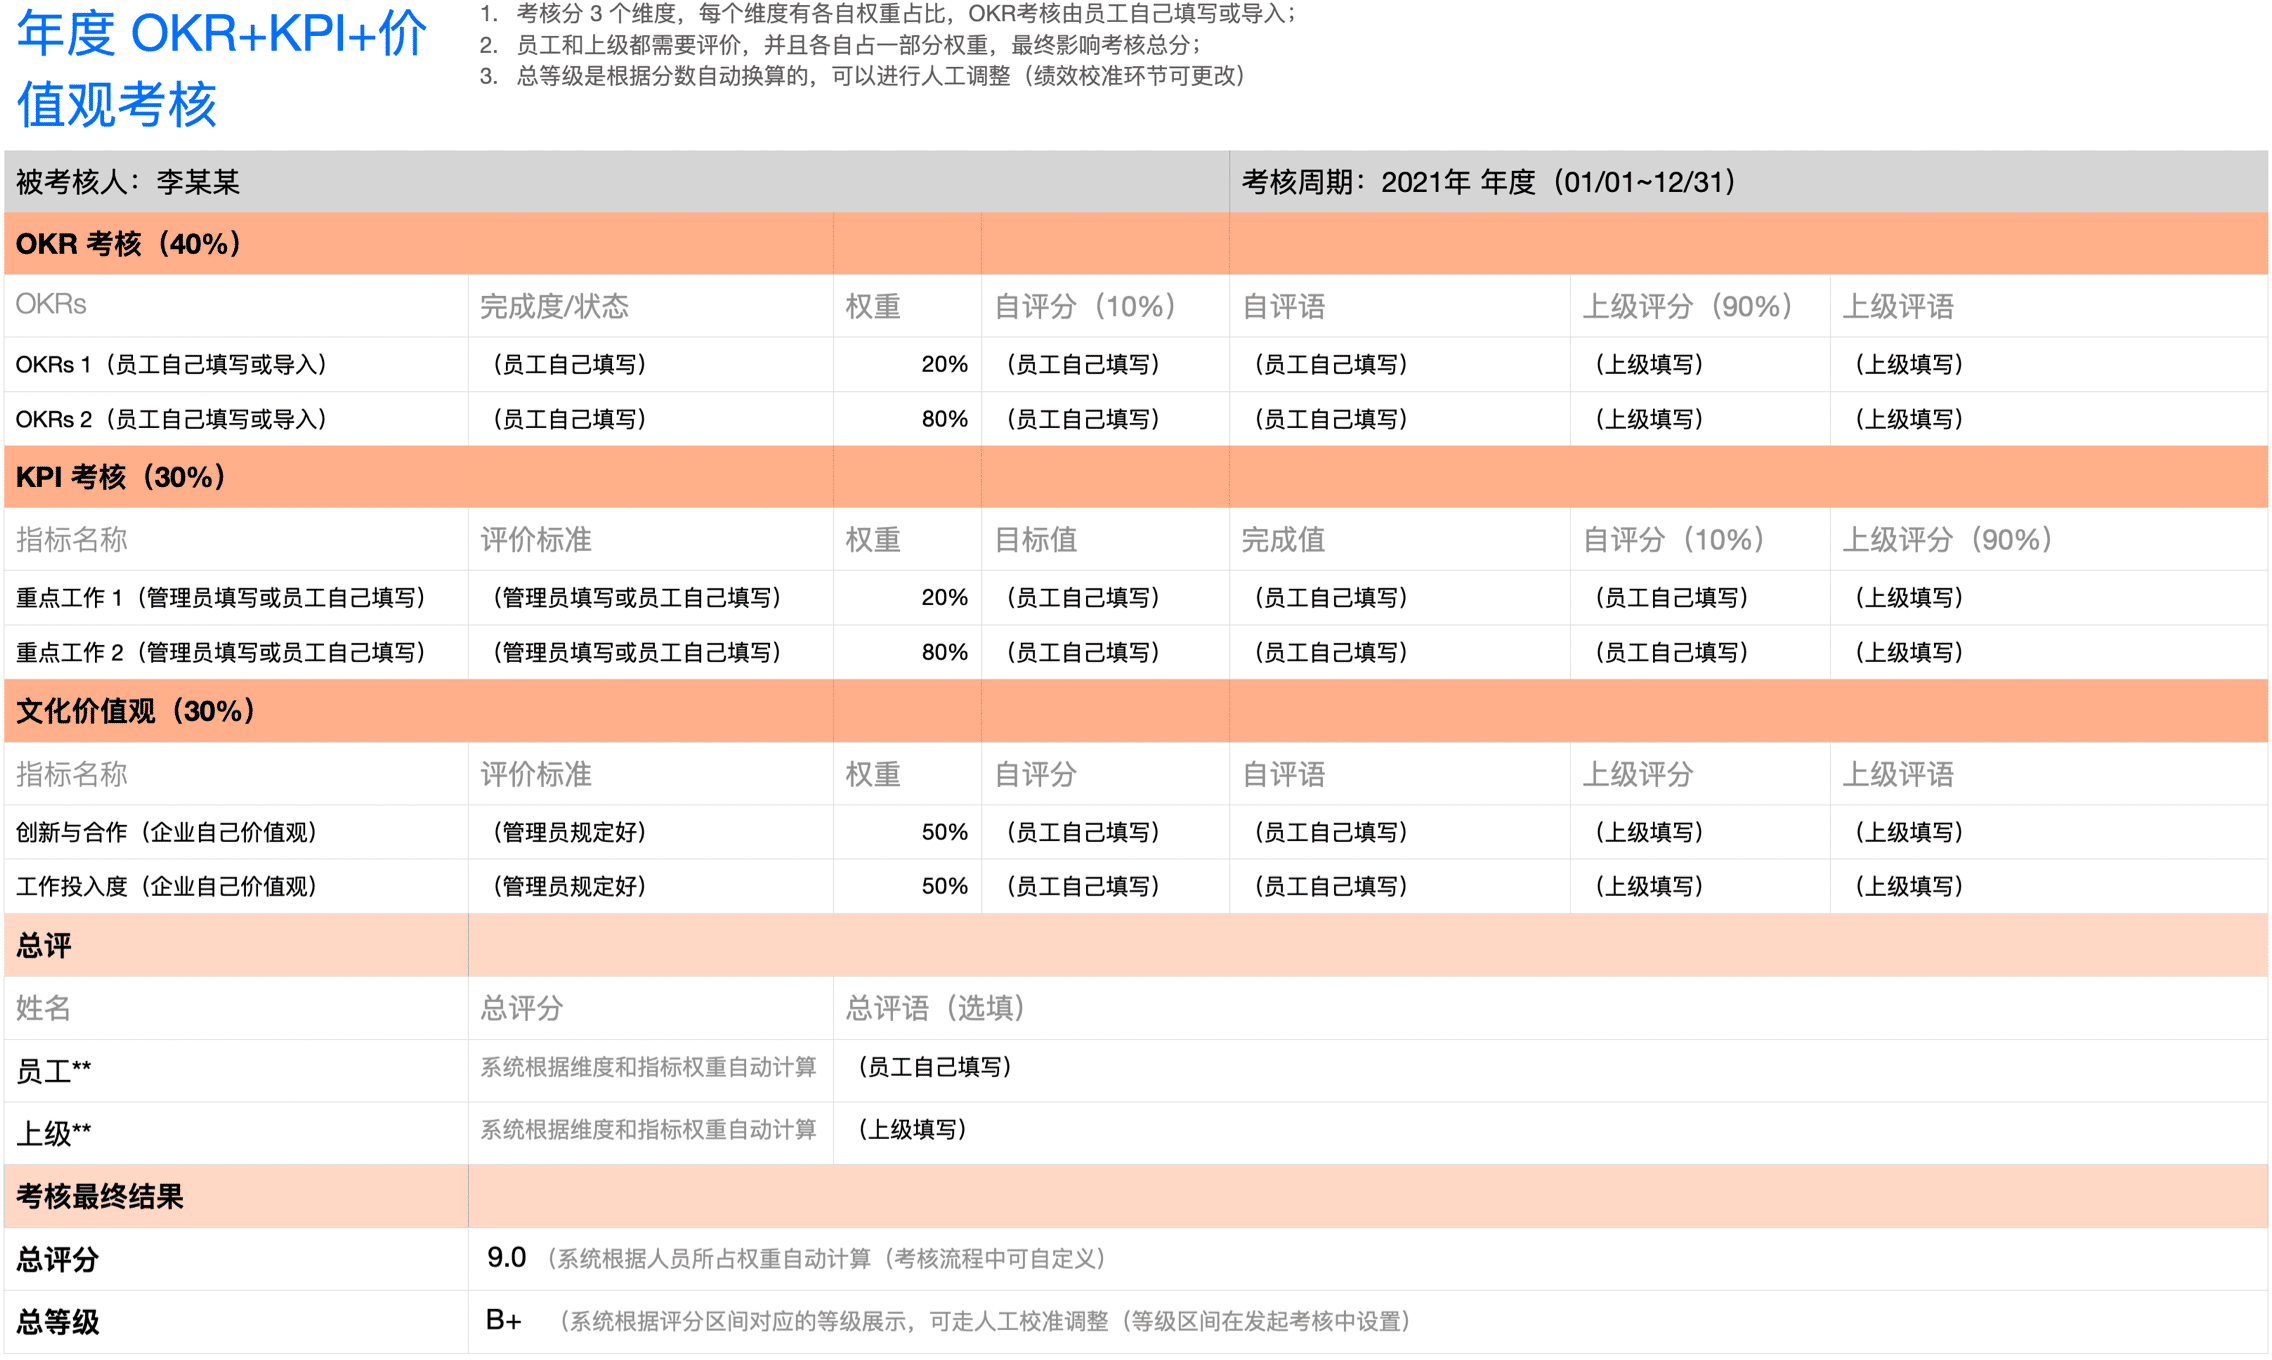 年度 OKR+KPI+价
值观考核
1. 考核分 3 个维度，每个维度有各自权重占比，OKR考核由员工自己填写或导入；
2. 员工和上级都需要评价，并且各自占一部分权重，最终影响考核总分；
3. 总等级是根据分数自动换算的，可以进行人工调整（绩效校准环节可更改）
被考核人：李某某 考核周期：2021年 年度（01/01~12/31）
OKR 考核（40%）
OKRs 完成度/状态 权重 自评分（10%） 自评语 上级评分（90%） 上级评语
OKRs 1（员工自己填写或导入） （员工自己填写） 20% （员工自己填写） （员工自己填写） （上级填写） （上级填写）
OKRs 2（员工自己填写或导入） （员工自己填写） 80% （员工自己填写） （员工自己填写） （上级填写） （上级填写）
KPI 考核（30%）
指标名称 评价标准 权重 目标值 完成值 自评分（10%） 上级评分（90%）
重点工作 1（管理员填写或员工自己填写） （管理员填写或员工自己填写） 20% （员工自己填写） （员工自己填写） （员工自己填写） （上级填写）
重点工作 2（管理员填写或员工自己填写） （管理员填写或员工自己填写） 80% （员工自己填写） （员工自己填写） （员工自己填写） （上级填写）
文化价值观（30%）
指标名称 评价标准 权重 自评分 自评语 上级评分 上级评语
创新与合作（企业自己价值观） （管理员规定好） 50% （员工自己填写） （员工自己填写） （上级填写） （上级填写）
工作投入度（企业自己价值观） （管理员规定好） 50% （员工自己填写） （员工自己填写） （上级填写） （上级填写）
总评
姓名 总评分 总评语（选填）
员工** 系统根据维度和指标权重自动计算 （员工自己填写）
上级** 系统根据维度和指标权重自动计算 （上级填写）
考核最终结果
总评分 9.0 （系统根据人员所占权重自动计算（考核流程中可自定义）
总等级 B+ （系统根据评分区间对应的等级展示，可走人工校准调整（等级区间在发起考核中设置）